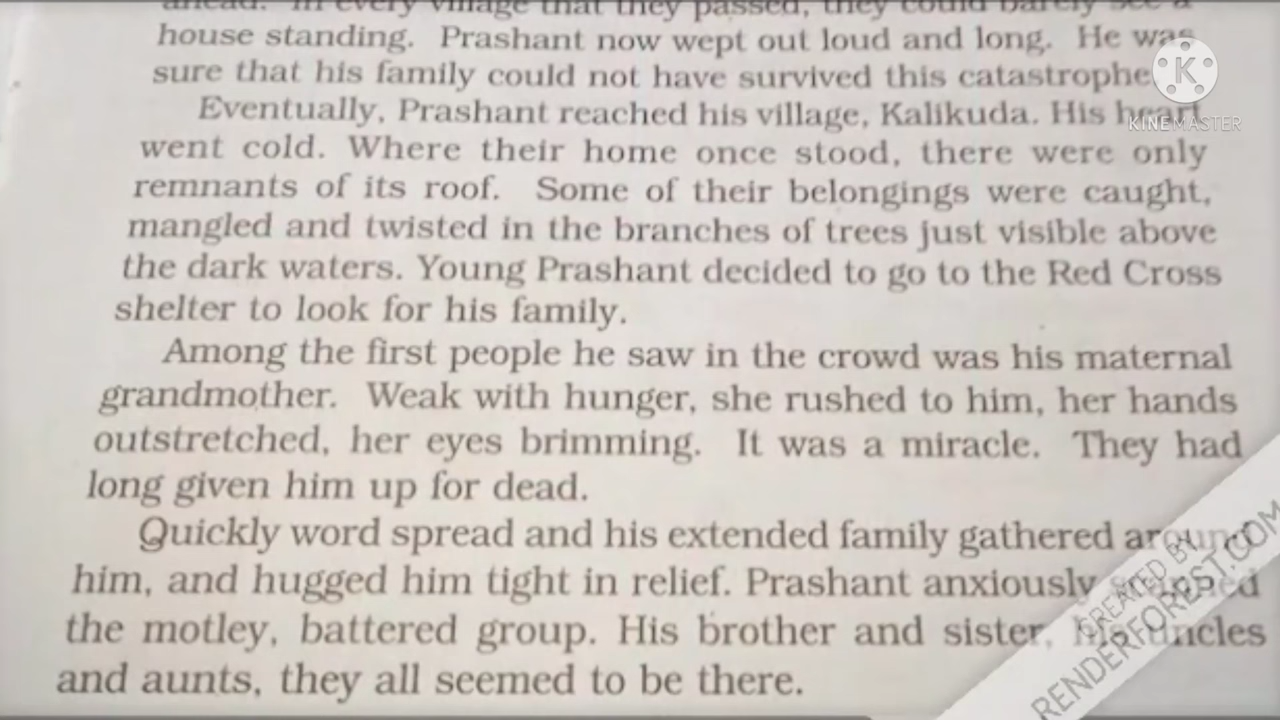 ahead. In every village that they passed, they could barely see a
house standing. Prashant now wept out loud and long. He was
sure that his family could not have survived this catastrophe
Eventually, Prashant reached his village, Kalikuda. His heart
went cold. Where their home once stood, there were only
remnants of its roof. Some of their belongings were caught,
mangled and twisted in the branches of trees just visible above
the dark waters. Young Prashant decided to go to the Red Cross
shelter to look for his family.
Among the first people he saw in the crowd was his maternal
grandmother. Weak with hunger, she rushed to him, her hands
outstretched, her eyes brimming. It was a miracle. They had
long given him up for dead.
Quickly word spread and his extended family gathered around
him, and hugged him tight in relief. Prashant anxiously
the motley, battered group. His brother and sister, his uncles
and aunts, they all seemed to be there.
K
KINEMASTER
CREATED BY
RENDERFOREST.COM